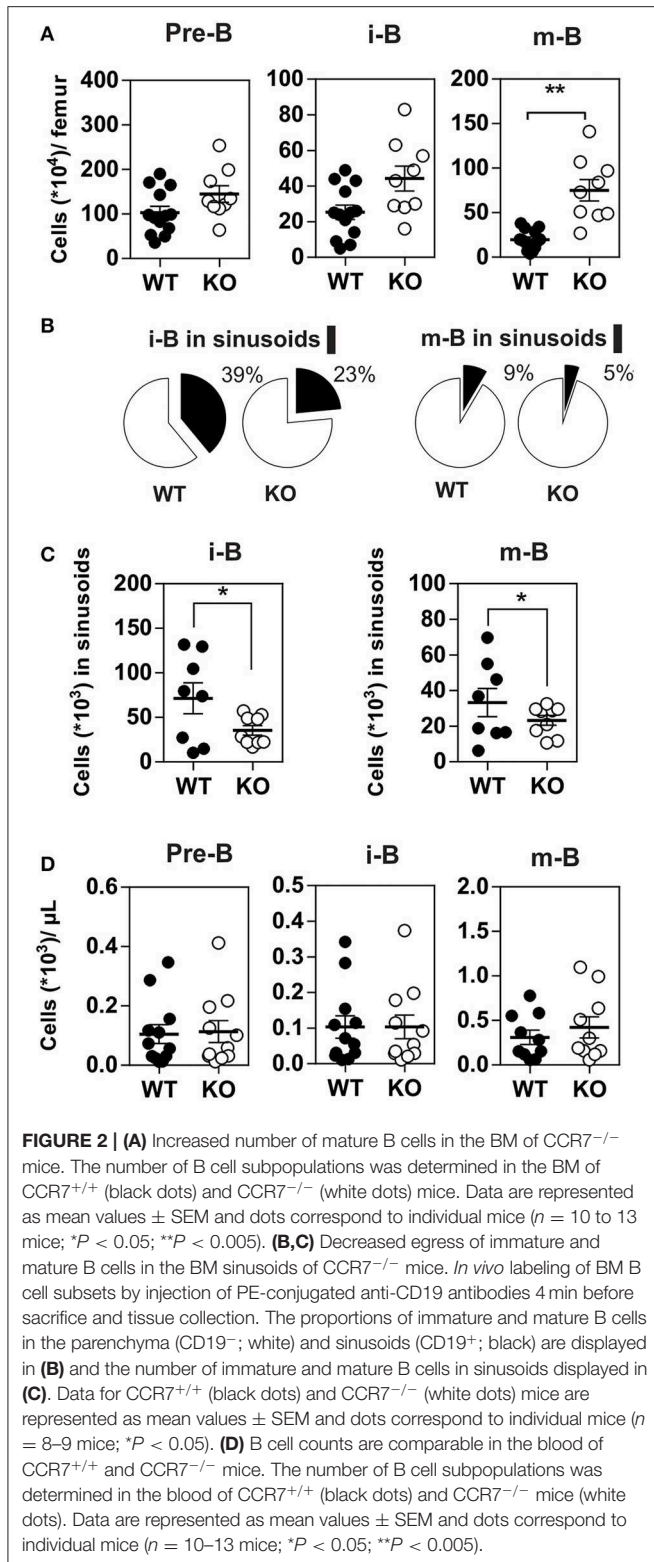 A
Pre-B i-B m-B
Cells (*10⁴)/ femur
400
300
200
100
0
WT KO
100
80
60
40
20
0
WT KO
200
150
100
50
0
**
WT KO
B
i-B in sinusoids m-B in sinusoids
39% 23% 9% 5%
WT KO WT KO
C
i-B m-B
Cells (*10³) in sinusoids
200
150
100
50
0
*
WT KO
Cells (*10³) in sinusoids
100
80
60
40
20
0
*
WT KO
D
Pre-B i-B m-B
Cells (*10³)/ µL
0.6
0.4
0.2
0.0
WT KO
0.5
0.4
0.3
0.2
0.1
0.0
WT KO
2.0
1.5
1.0
0.5
0.0
WT KO
FIGURE 2 | (A) Increased number of mature B cells in the BM of CCR7−/−
mice. The number of B cell subpopulations was determined in the BM of
CCR7+/+ (black dots) and CCR7−/− (white dots) mice. Data are represented
as mean values ± SEM and dots correspond to individual mice (n = 10 to 13
mice; *P < 0.05; **P < 0.005). (B,C) Decreased egress of immature and
mature B cells in the BM sinusoids of CCR7−/− mice. In vivo labeling of BM B
cell subsets by injection of PE-conjugated anti-CD19 antibodies 4 min before
sacrifice and tissue collection. The proportions of immature and mature B cells
in the parenchyma (CD19−; white) and sinusoids (CD19+; black) are displayed
in (B) and the number of immature and mature B cells in sinusoids displayed in
(C). Data for CCR7+/+ (black dots) and CCR7−/− (white dots) mice are
represented as mean values ± SEM and dots correspond to individual mice (n
= 8–9 mice; *P < 0.05). (D) B cell counts are comparable in the blood of
CCR7+/+ and CCR7−/− mice. The number of B cell subpopulations was
determined in the blood of CCR7+/+ (black dots) and CCR7−/− mice (white
dots). Data are represented as mean values ± SEM and dots correspond to
individual mice (n = 10–13 mice; *P < 0.05; **P < 0.005).